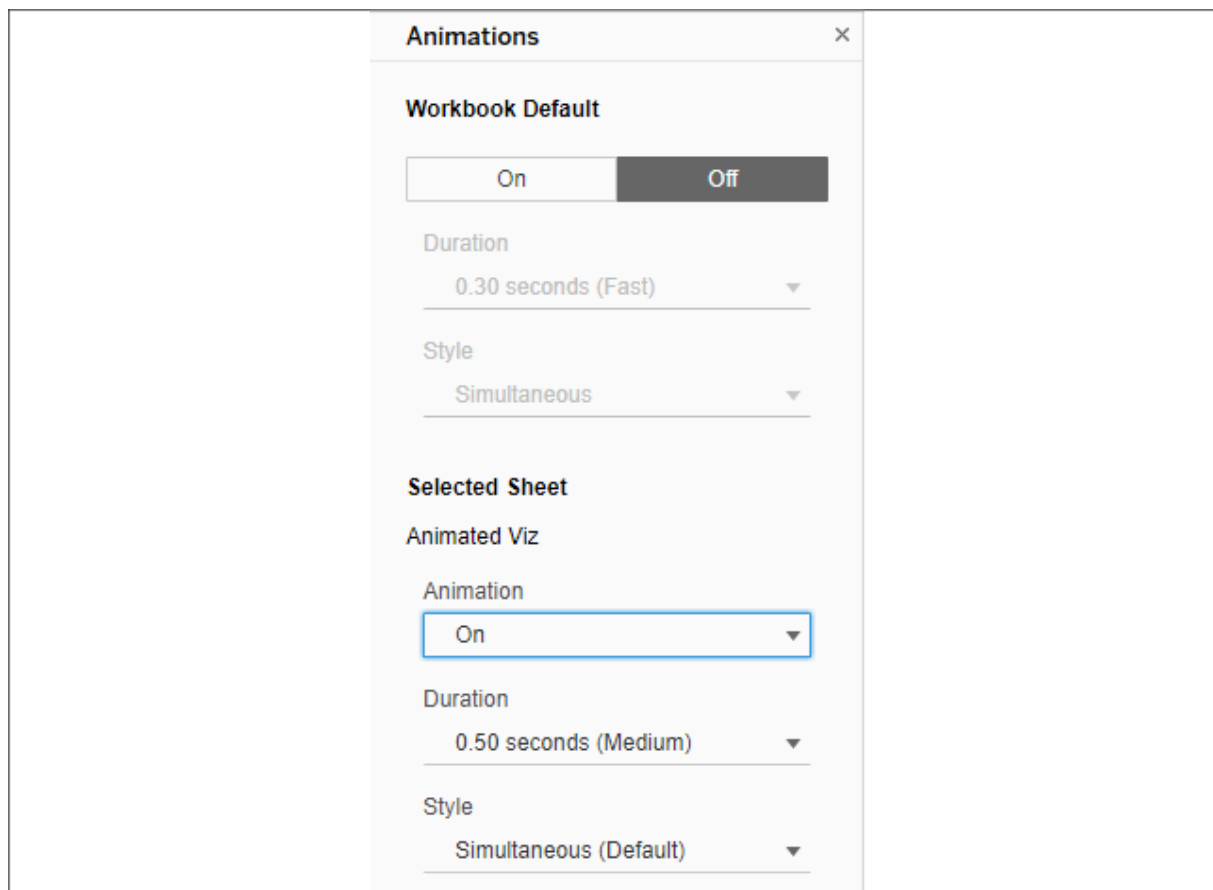 Animations
Workbook Default
On Off
Duration
0.30 seconds (Fast)
Style
Simultaneous
Selected Sheet
Animated Viz
Animation
On
Duration
0.50 seconds (Medium)
Style
Simultaneous (Default)